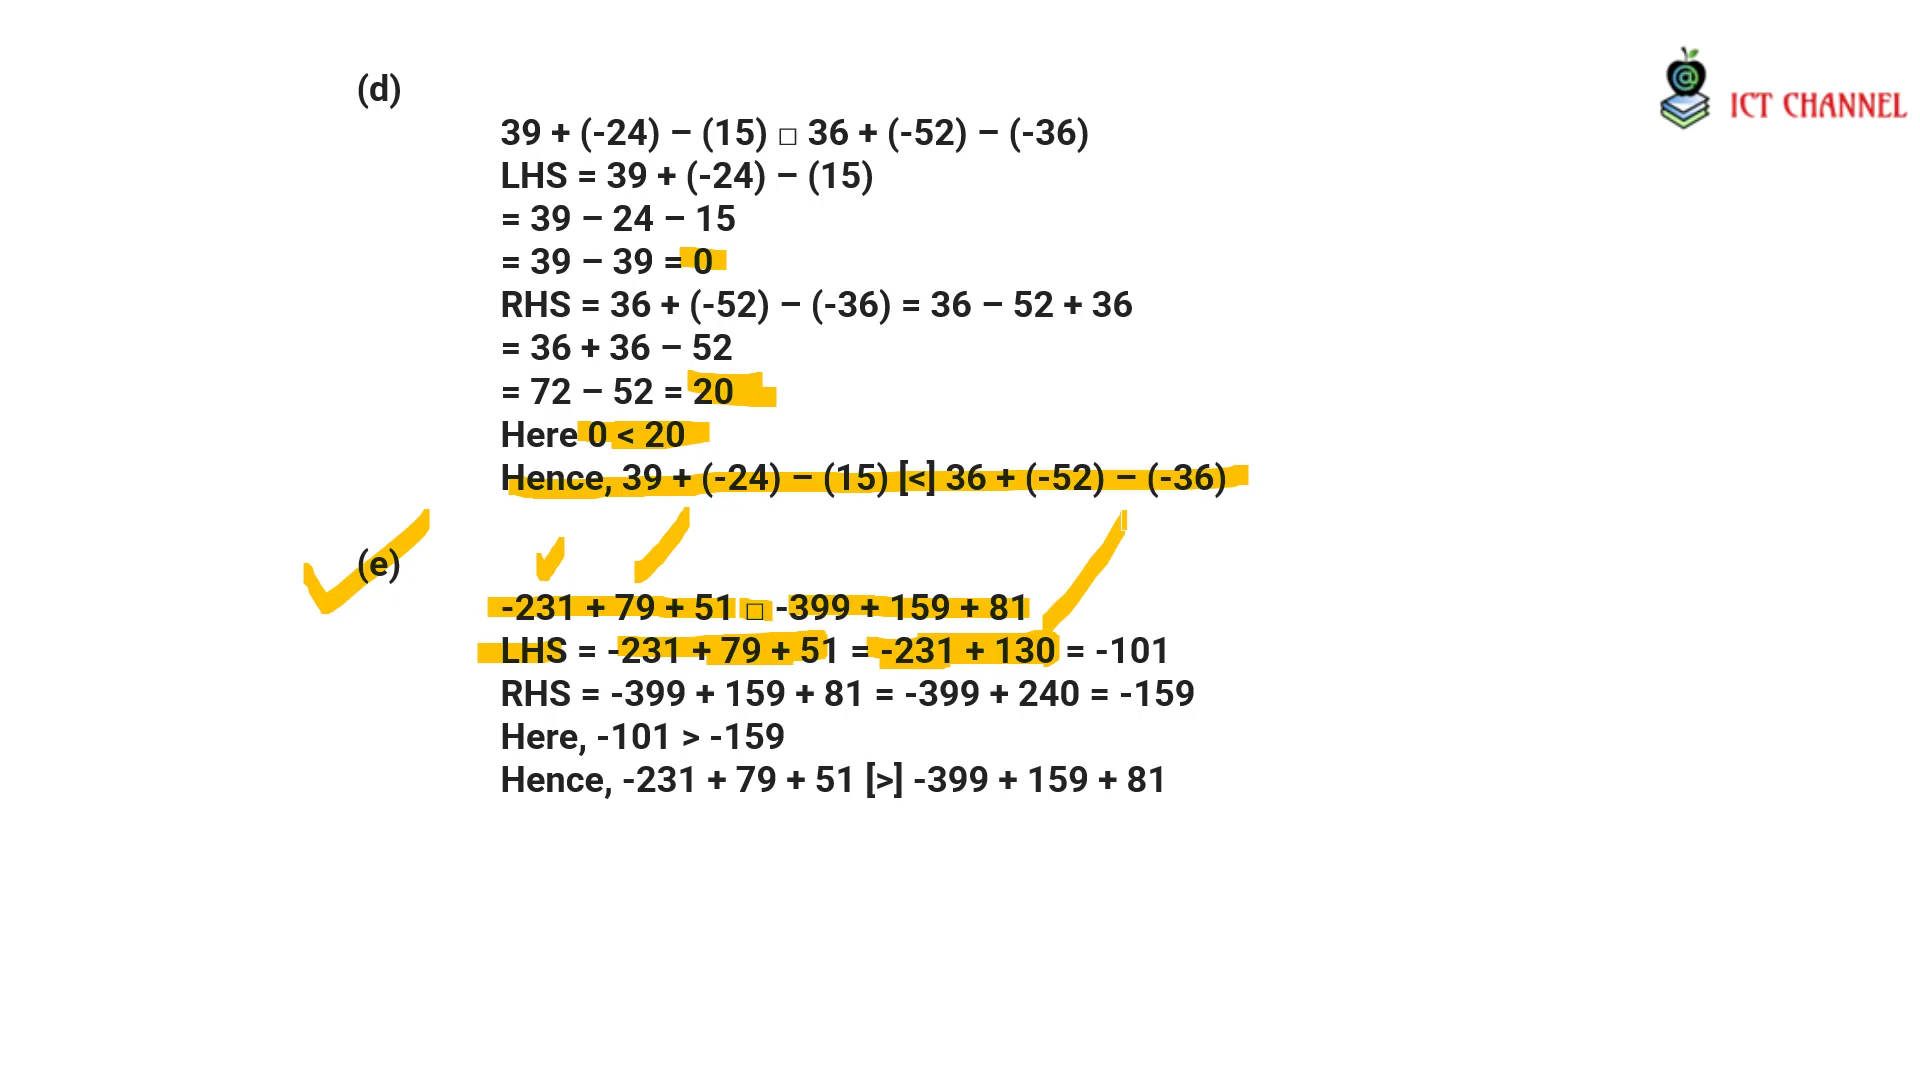 (d)
ICT CHANNEL
39 + (-24) – (15) □ 36 + (-52) – (-36)
LHS = 39 + (-24) – (15)
= 39 – 24 – 15
= 39 – 39 = 0
RHS = 36 + (-52) – (-36) = 36 – 52 + 36
= 36 + 36 – 52
= 72 – 52 = 20
Here 0 < 20
Hence, 39 + (-24) – (15) [<] 36 + (-52) – (-36)
(e)
-231 + 79 + 51 □ -399 + 159 + 81
LHS = -231 + 79 + 51 = -231 + 130 = -101
RHS = -399 + 159 + 81 = -399 + 240 = -159
Here, -101 > -159
Hence, -231 + 79 + 51 [>] -399 + 159 + 81